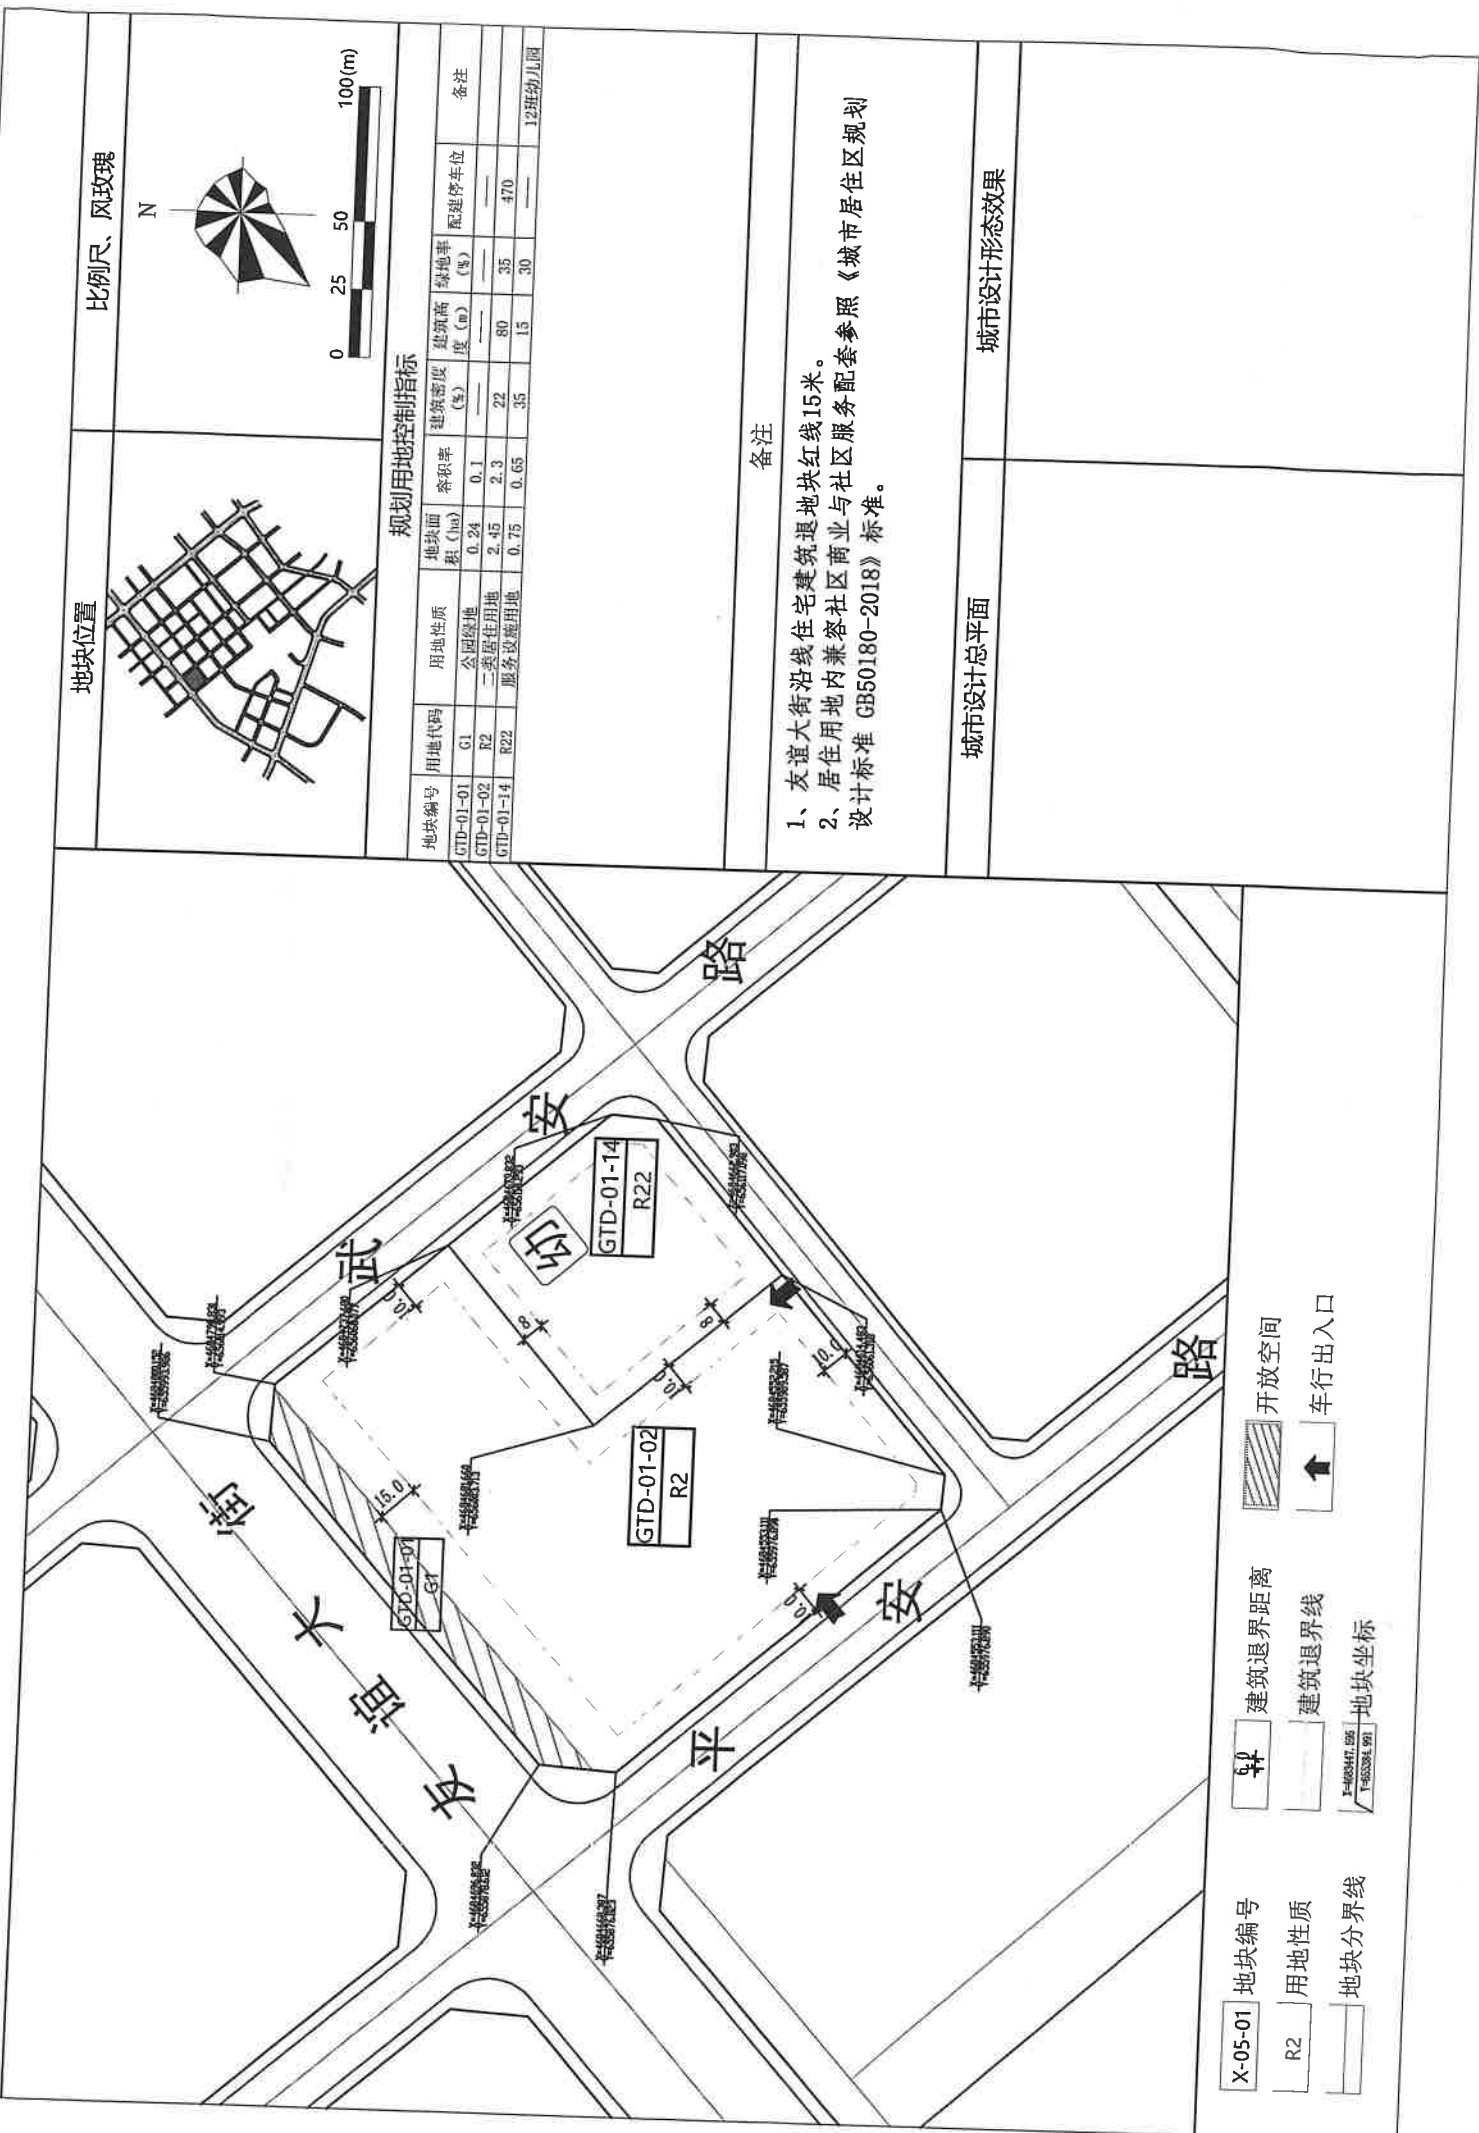 地块位置
比例尺、风玫瑰
N
0 25 50 100(m)
规划用地控制指标
地块编号 用地代码 用地性质 地块面积(ha) 容积率 建筑密度(%) 建筑高度(m) 绿地率(%) 配建停车位 备注
GTD-01-01 G1 公园绿地 0.24 0.1 —— —— —— ——
GTD-01-02 R2 二类居住用地 2.45 2.3 22 80 35 470
GTD-01-14 R22 服务设施用地 0.75 0.65 35 15 30 —— 12班幼儿园
备注
1、友谊大街沿线住宅建筑退地块红线15米。
2、居住用地内兼容社区商业与社区服务配套参照《城市居住区规划
设计标准 GB50180-2018》标准。
城市设计总平面
城市设计形态效果
友谊大街
武安路
平安路
GTD-01-01
G1
GTD-01-02
R2
GTD-01-14
R22
幼
15.0
10.0
8
8
10.0
10.0
10.0
X-05-01 地块编号
R2 用地性质
地块分界线
6.0 建筑退界距离
建筑退界线
地块坐标
开放空间
车行出入口